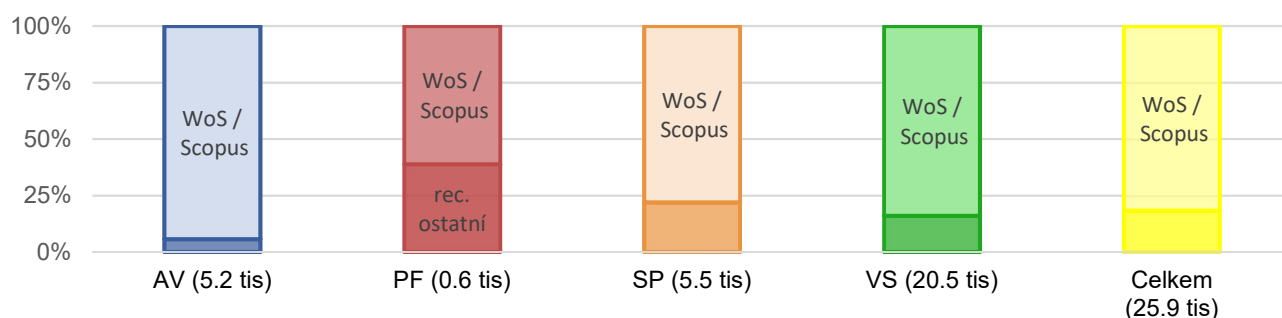 100%
75%
50%
25%
0%
WoS /
Scopus
WoS /
Scopus
rec.
ostatní
WoS /
Scopus
WoS /
Scopus
WoS /
Scopus
AV (5.2 tis)
PF (0.6 tis)
SP (5.5 tis)
VS (20.5 tis)
Celkem
(25.9 tis)